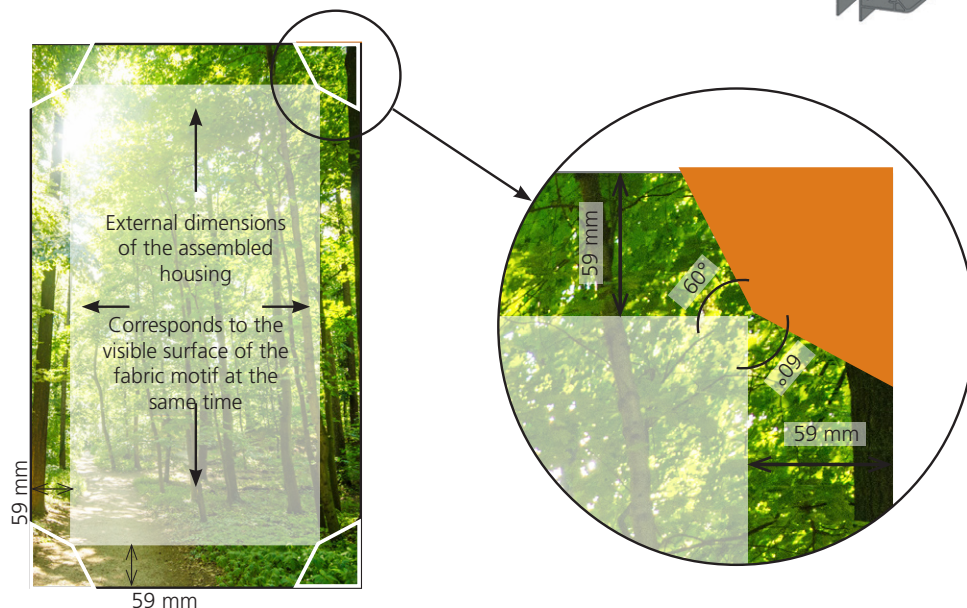 External dimensions
of the assembled
housing
Corresponds to the
visible surface of the
fabric motif at the
same time
59 mm
59 mm
59 mm
60°
60°
59 mm